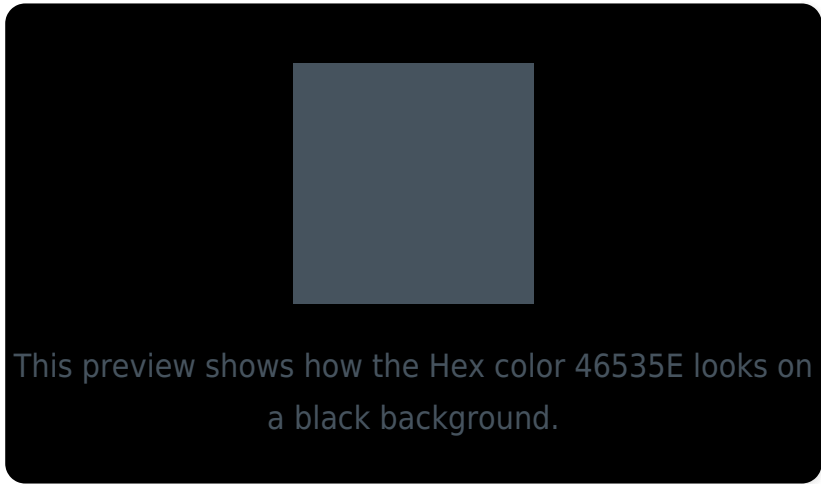 This preview shows how the Hex color 46535E looks on
a black background.